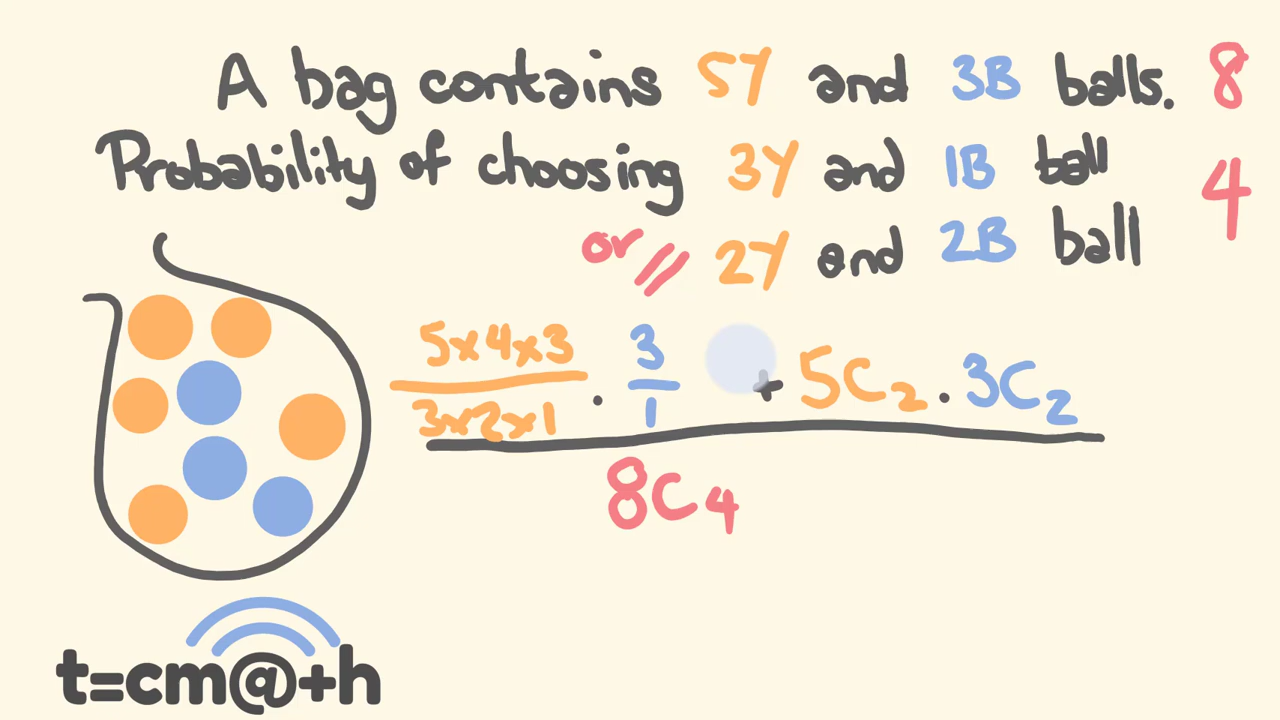 A bag contains 5Y and 3B balls. 8
Probability of choosing 3Y and 1B ball 4
or 2Y and 2B ball
5x4x3 / 3x2x1 . 3 / 1 + 5C2 . 3C2
8C4
t=cm@+h